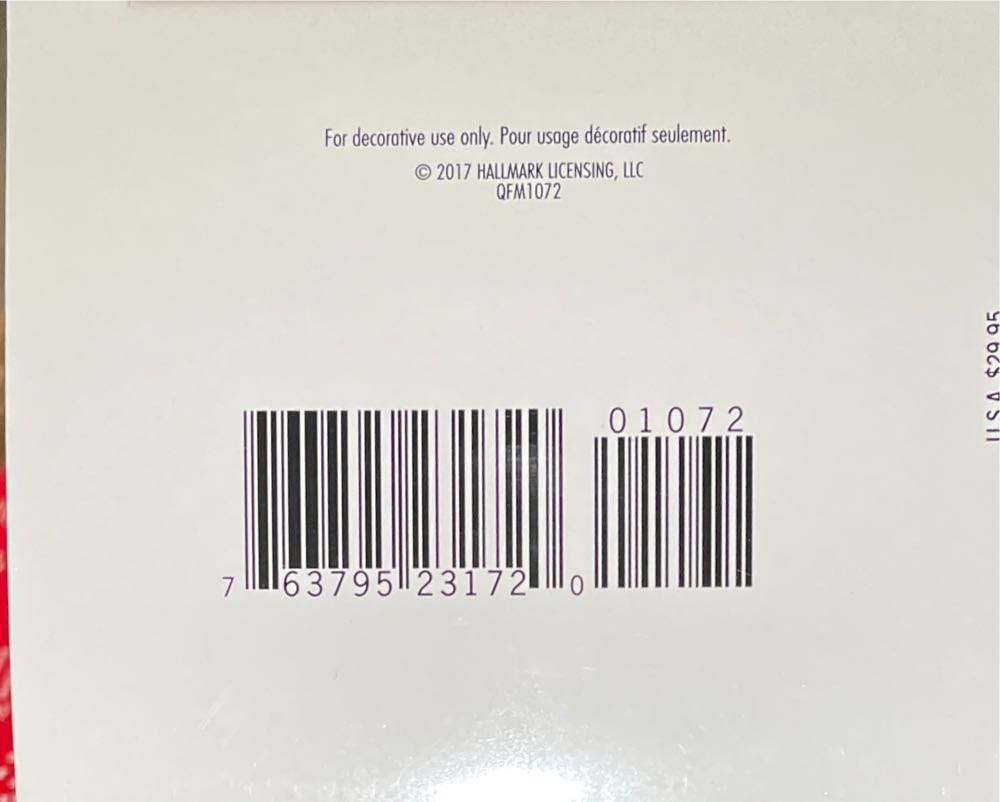 For decorative use only. Pour usage décoratif seulement.
© 2017 HALLMARK LICENSING, LLC
QFM1072
USA $29.95
01072
7 63795 23172 0